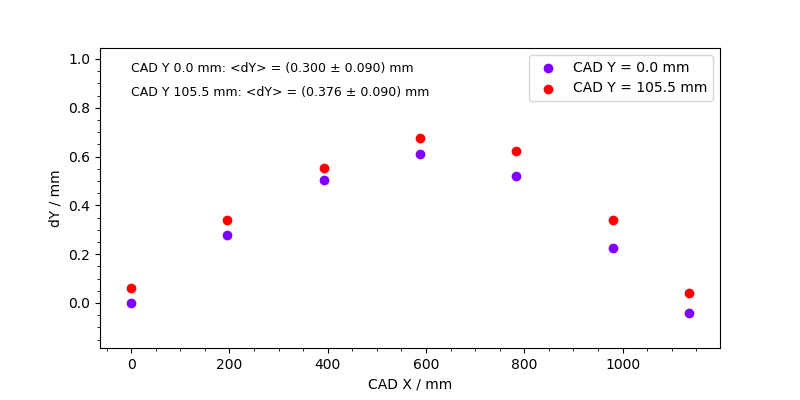 CAD Y 0.0 mm: <dY> = (0.300 ± 0.090) mm
CAD Y 105.5 mm: <dY> = (0.376 ± 0.090) mm
CAD Y = 0.0 mm
CAD Y = 105.5 mm
1.0
0.8
0.6
0.4
0.2
0.0
dY / mm
0 200 400 600 800 1000
CAD X / mm